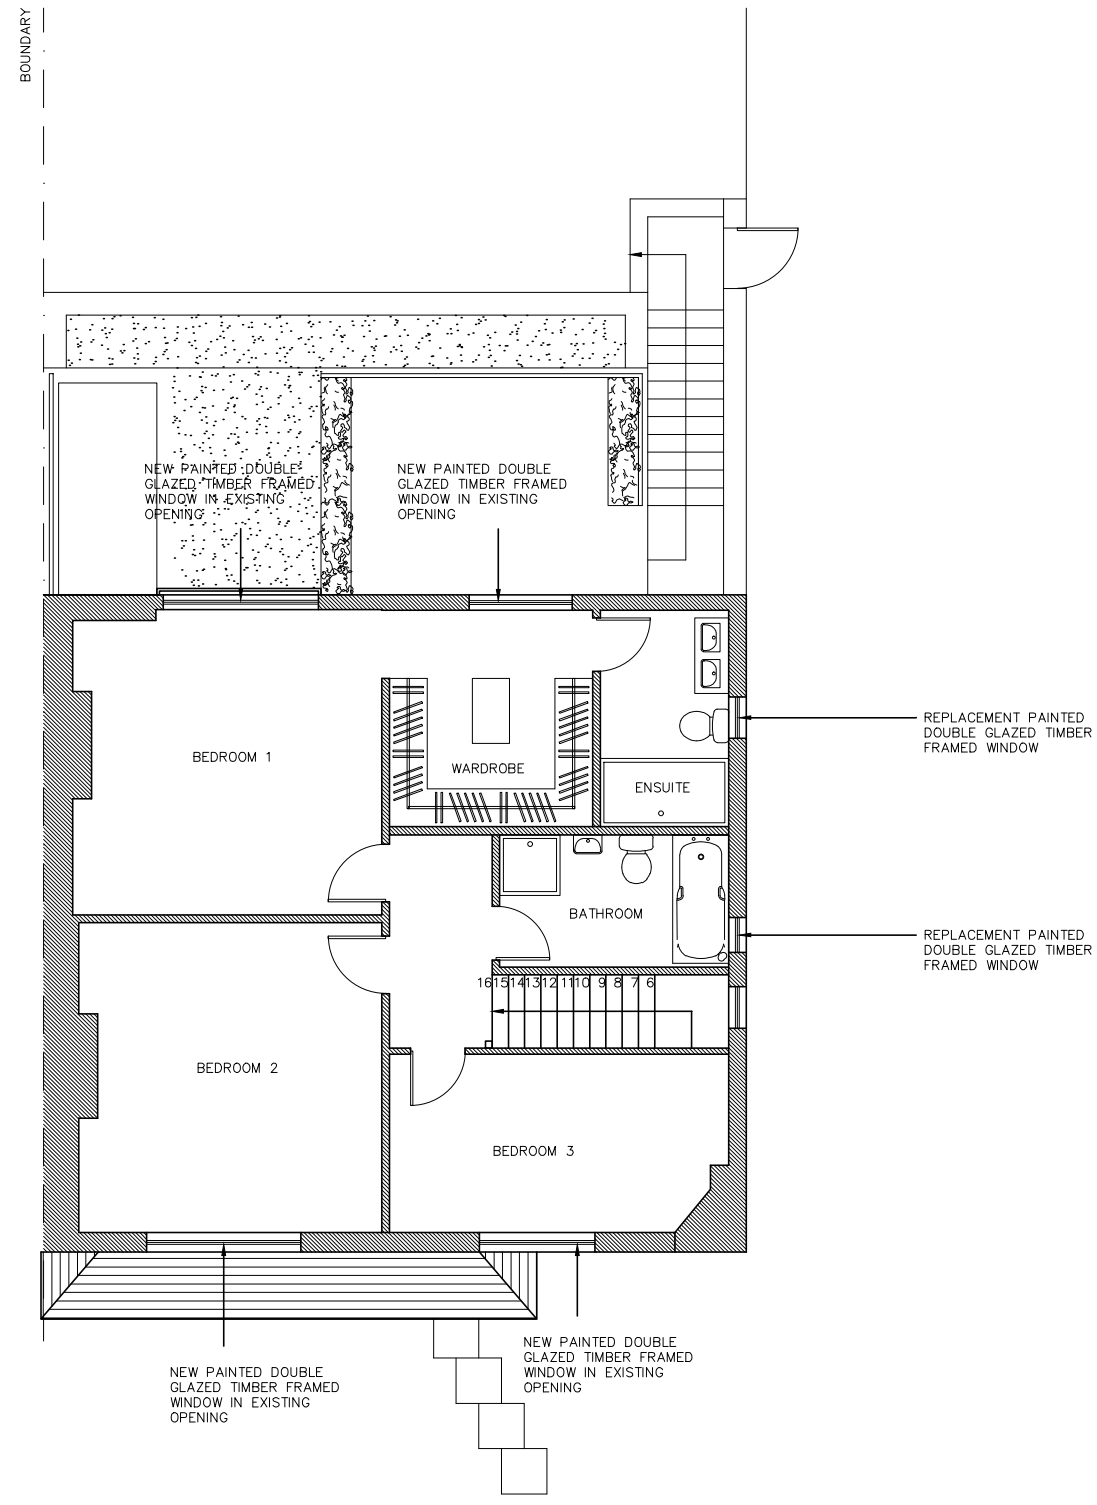 BOUNDARY
NEW PAINTED DOUBLE
GLAZED TIMBER FRAMED
WINDOW IN EXISTING
OPENING
NEW PAINTED DOUBLE
GLAZED TIMBER FRAMED
WINDOW IN EXISTING
OPENING
REPLACEMENT PAINTED
DOUBLE GLAZED TIMBER
FRAMED WINDOW
BEDROOM 1
WARDROBE
ENSUITE
BATHROOM
REPLACEMENT PAINTED
DOUBLE GLAZED TIMBER
FRAMED WINDOW
16 15 14 13 12 11 10 9 8 7 6
BEDROOM 2
BEDROOM 3
NEW PAINTED DOUBLE
GLAZED TIMBER FRAMED
WINDOW IN EXISTING
OPENING
NEW PAINTED DOUBLE
GLAZED TIMBER FRAMED
WINDOW IN EXISTING
OPENING